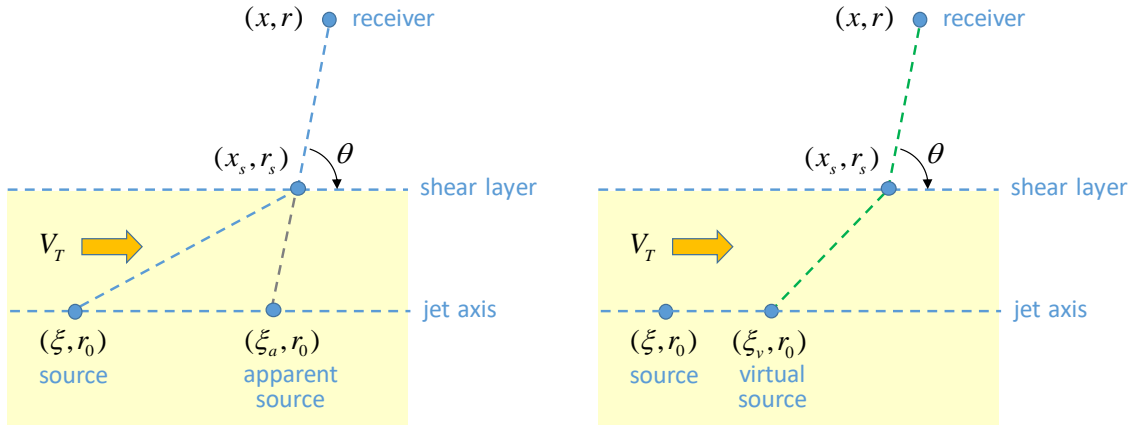 (x, r) receiver
(x_s, r_s) θ
shear layer
V_T
jet axis
(ξ, r_0) (ξ_a, r_0)
source apparent
source
(x, r) receiver
(x_s, r_s) θ
shear layer
V_T
jet axis
(ξ, r_0) (ξ_v, r_0)
source virtual
source